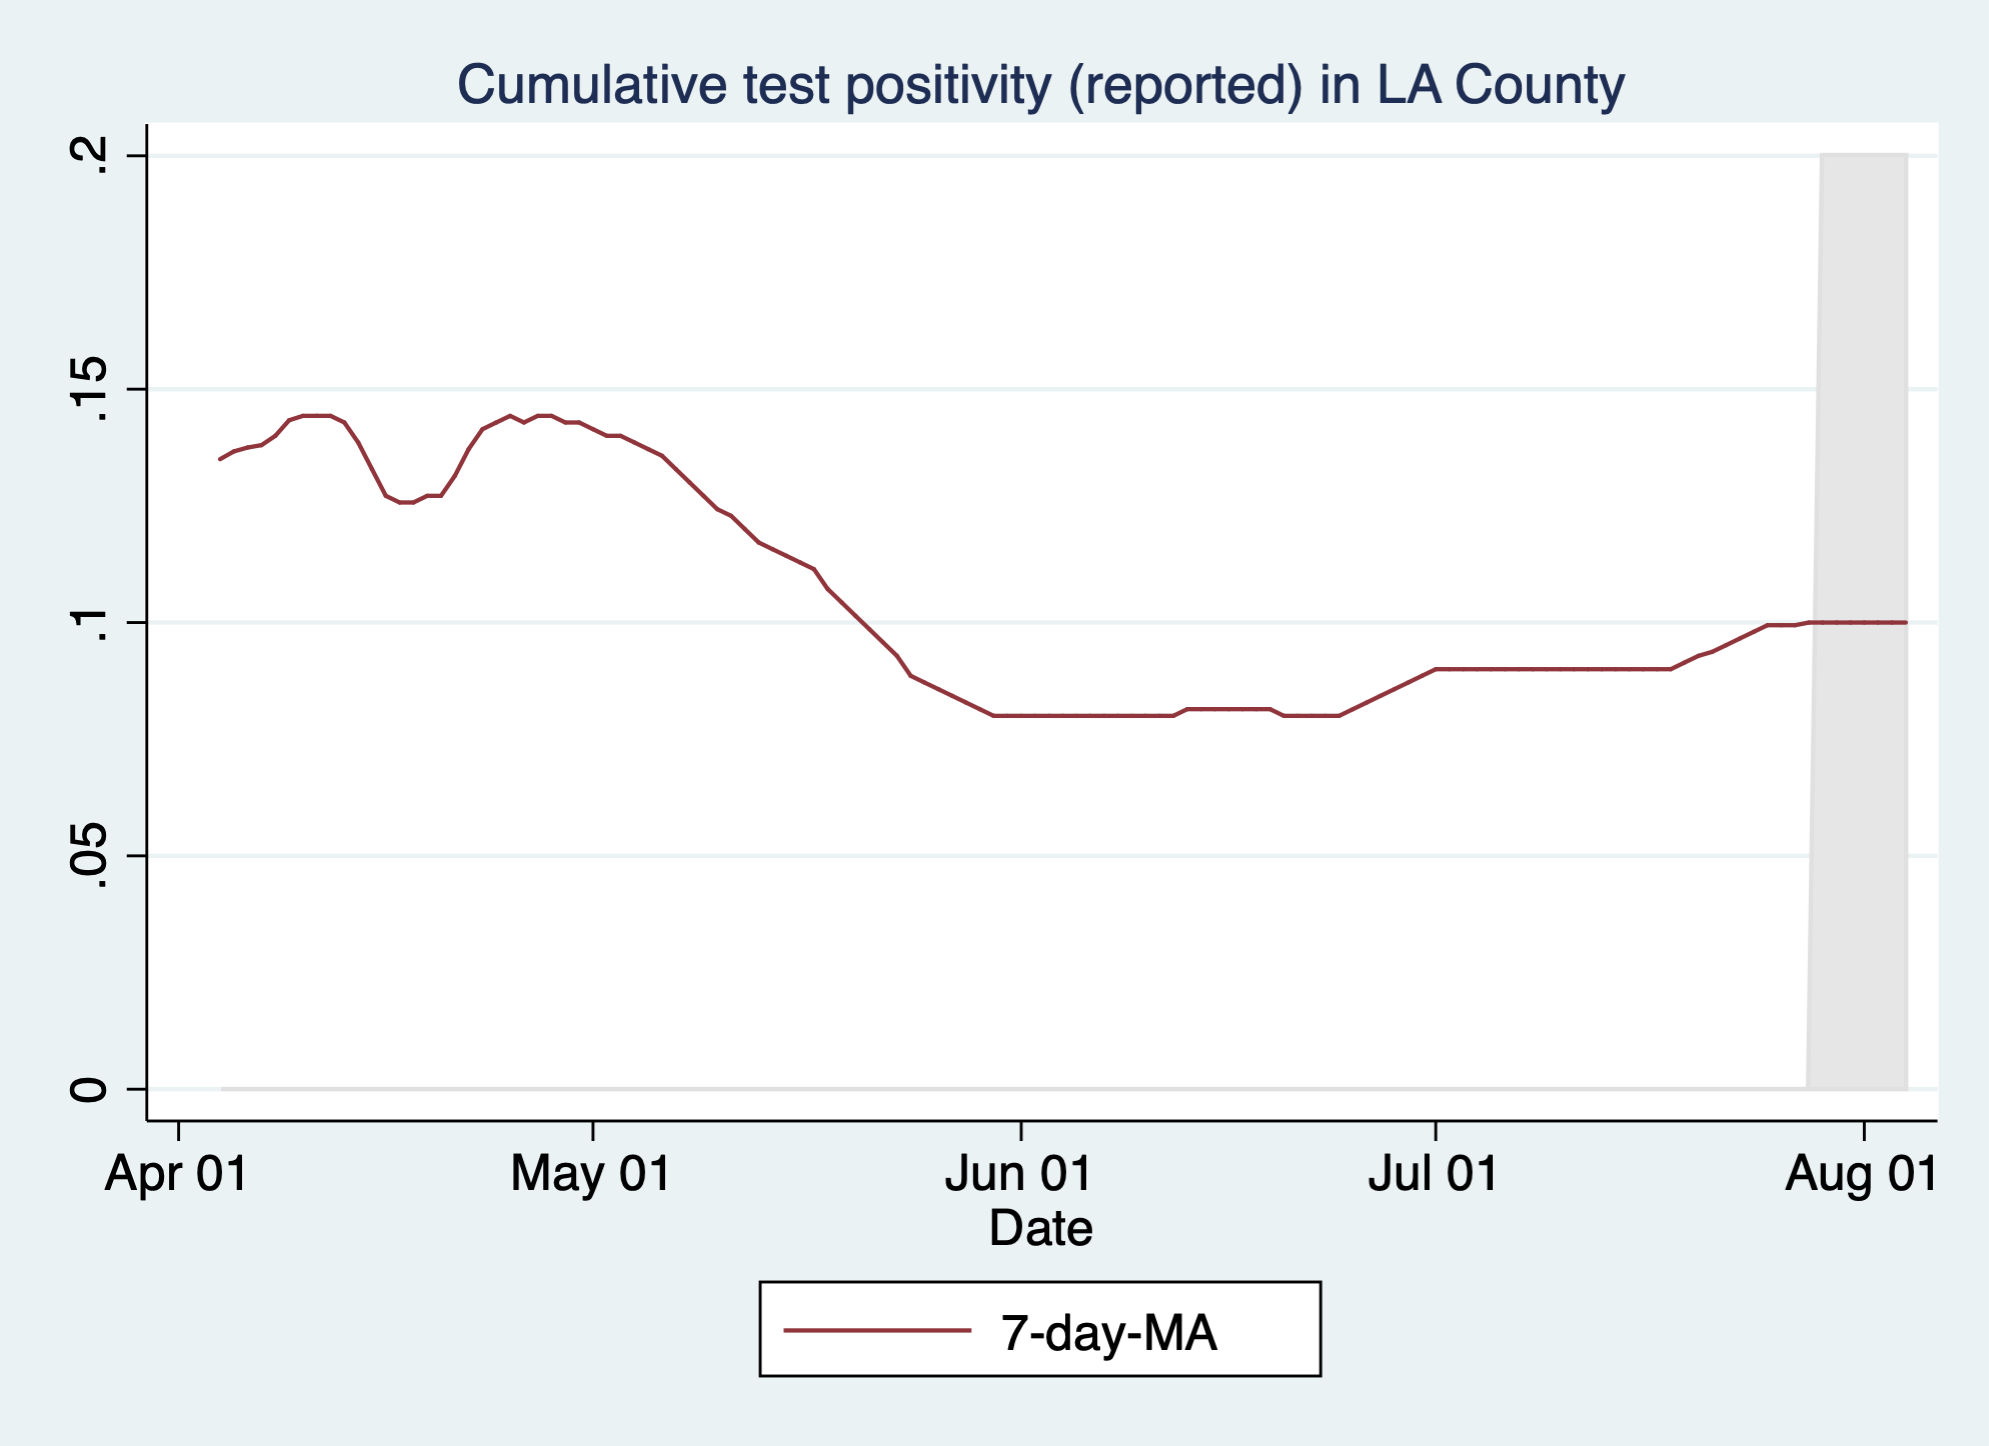 Cumulative test positivity (reported) in LA County
.2
.15
.1
.05
0
Apr 01 May 01 Jun 01 Jul 01 Aug 01
Date
7-day-MA